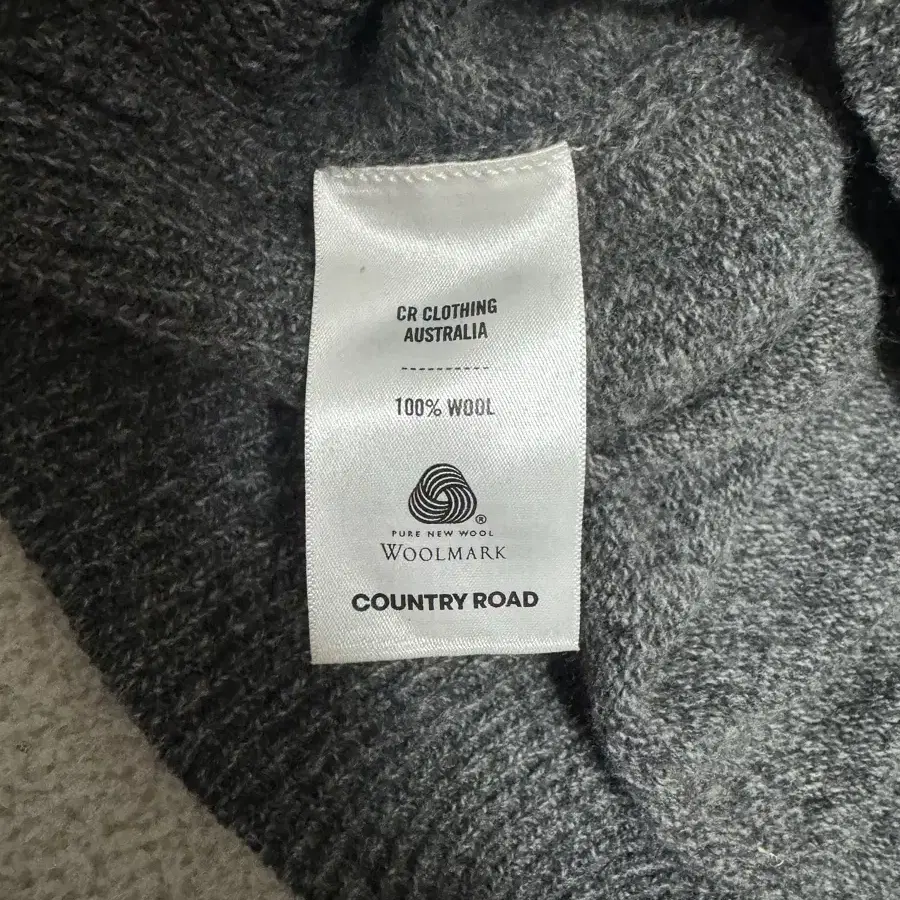 CR CLOTHING
AUSTRALIA
100% WOOL
®
PURE NEW WOOL
WOOLMARK
COUNTRY ROAD